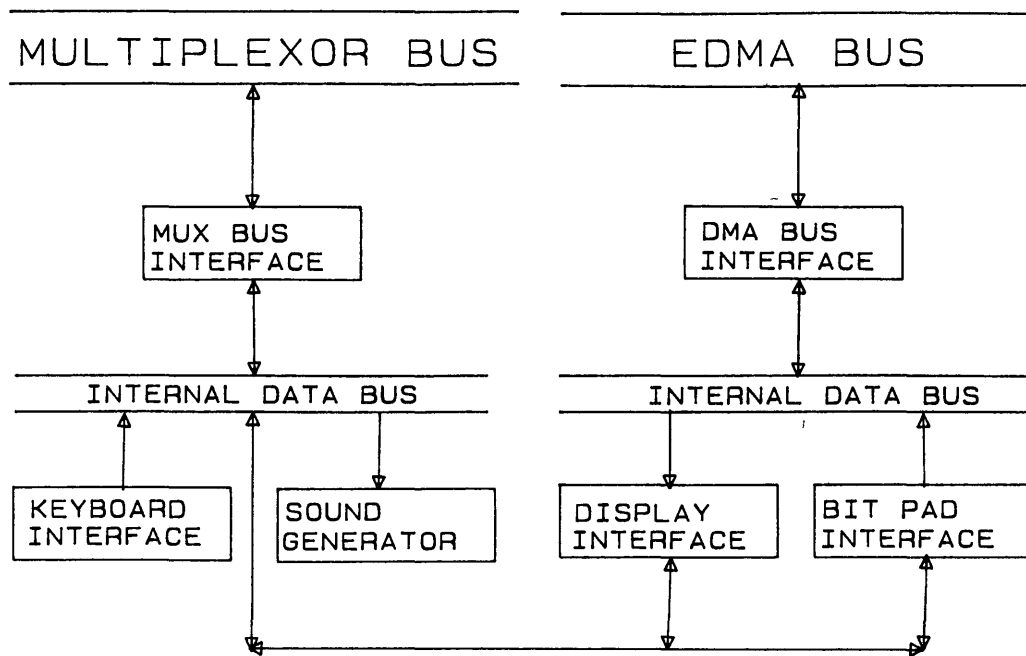 MULTIPLEXOR BUS
EDMA BUS
MUX BUS
INTERFACE
DMA BUS
INTERFACE
INTERNAL DATA BUS
INTERNAL DATA BUS
KEYBOARD
INTERFACE
SOUND
GENERATOR
DISPLAY
INTERFACE
BIT PAD
INTERFACE